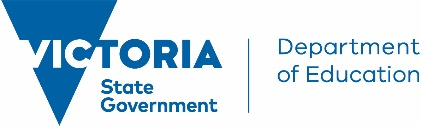 VICTORIA
State
Government
Department
of Education